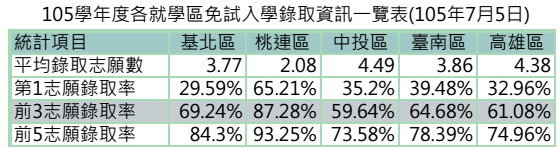 105學年度各就學區免試入學錄取資訊一覽表(105年7月5日)
統計項目 基北區 桃連區 中投區 臺南區 高雄區
平均錄取志願數 3.77 2.08 4.49 3.86 4.38
第1志願錄取率 29.59% 65.21% 35.2% 39.48% 32.96%
前3志願錄取率 69.24% 87.28% 59.64% 64.68% 61.08%
前5志願錄取率 84.3% 93.25% 73.58% 78.39% 74.96%